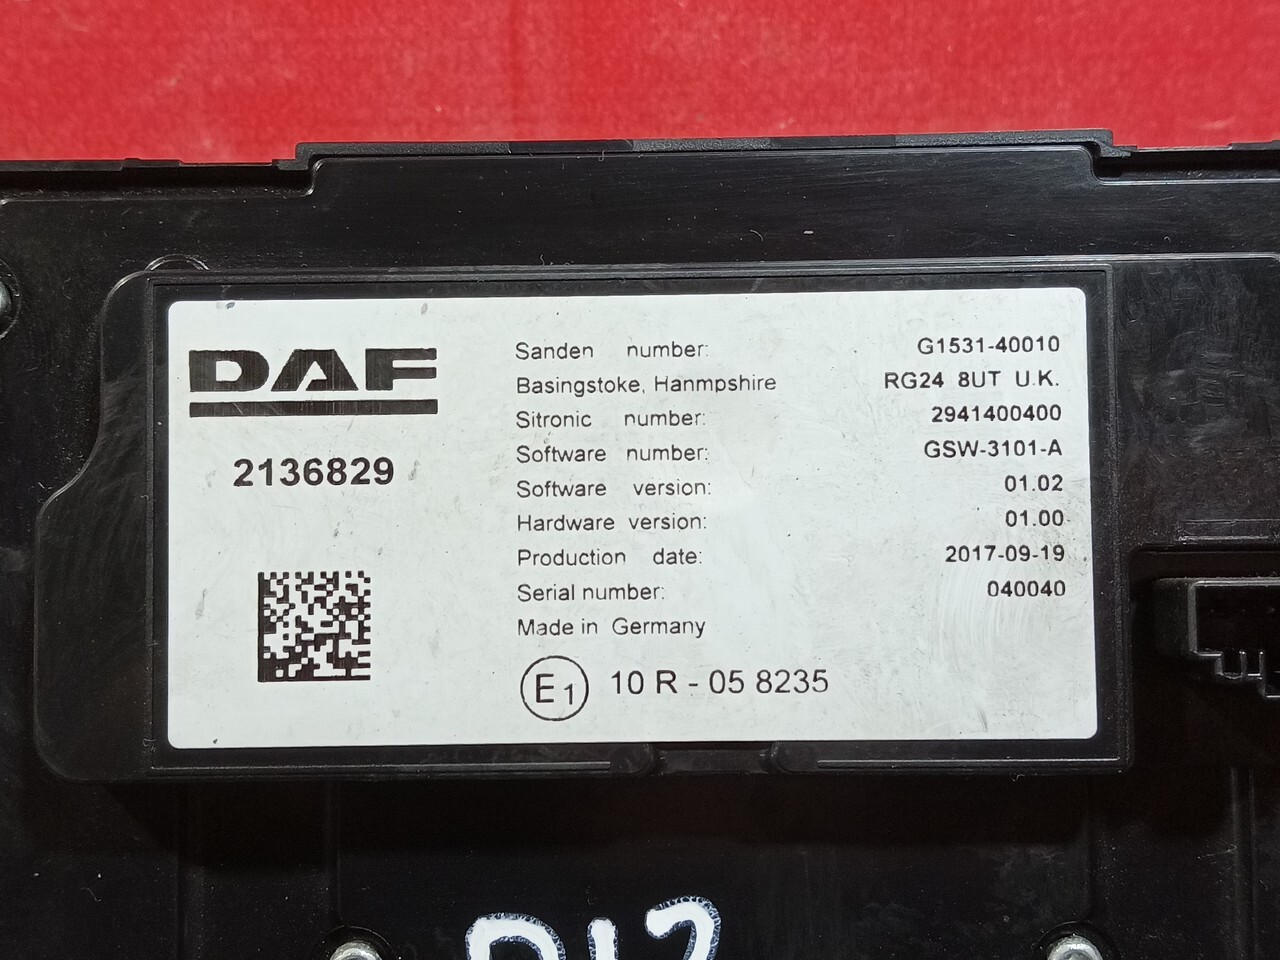 DAF
2136829
Sanden number: G1531-40010
Basingstoke, Hanmpshire RG24 8UT U.K.
Sitronic number: 2941400400
Software number: GSW-3101-A
Software version: 01.02
Hardware version: 01.00
Production date: 2017-09-19
Serial number: 040040
Made in Germany
E1 10 R - 05 8235